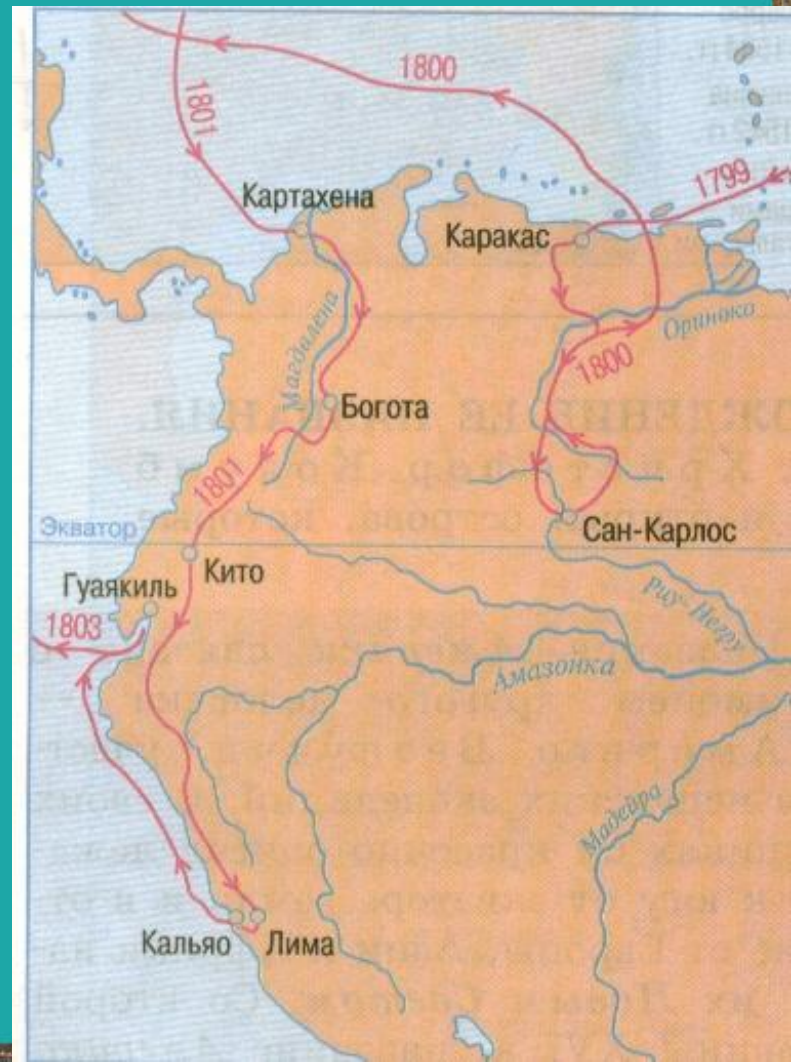 1800
1801
1799
Картахена
Каракас
Магдалена
Ориноко
1800
Богота
1801
Экватор
Сан-Карлос
Кито
Гуаякиль
риу-Негру
1803
Амазонка
Мадейра
Кальяо
Лима